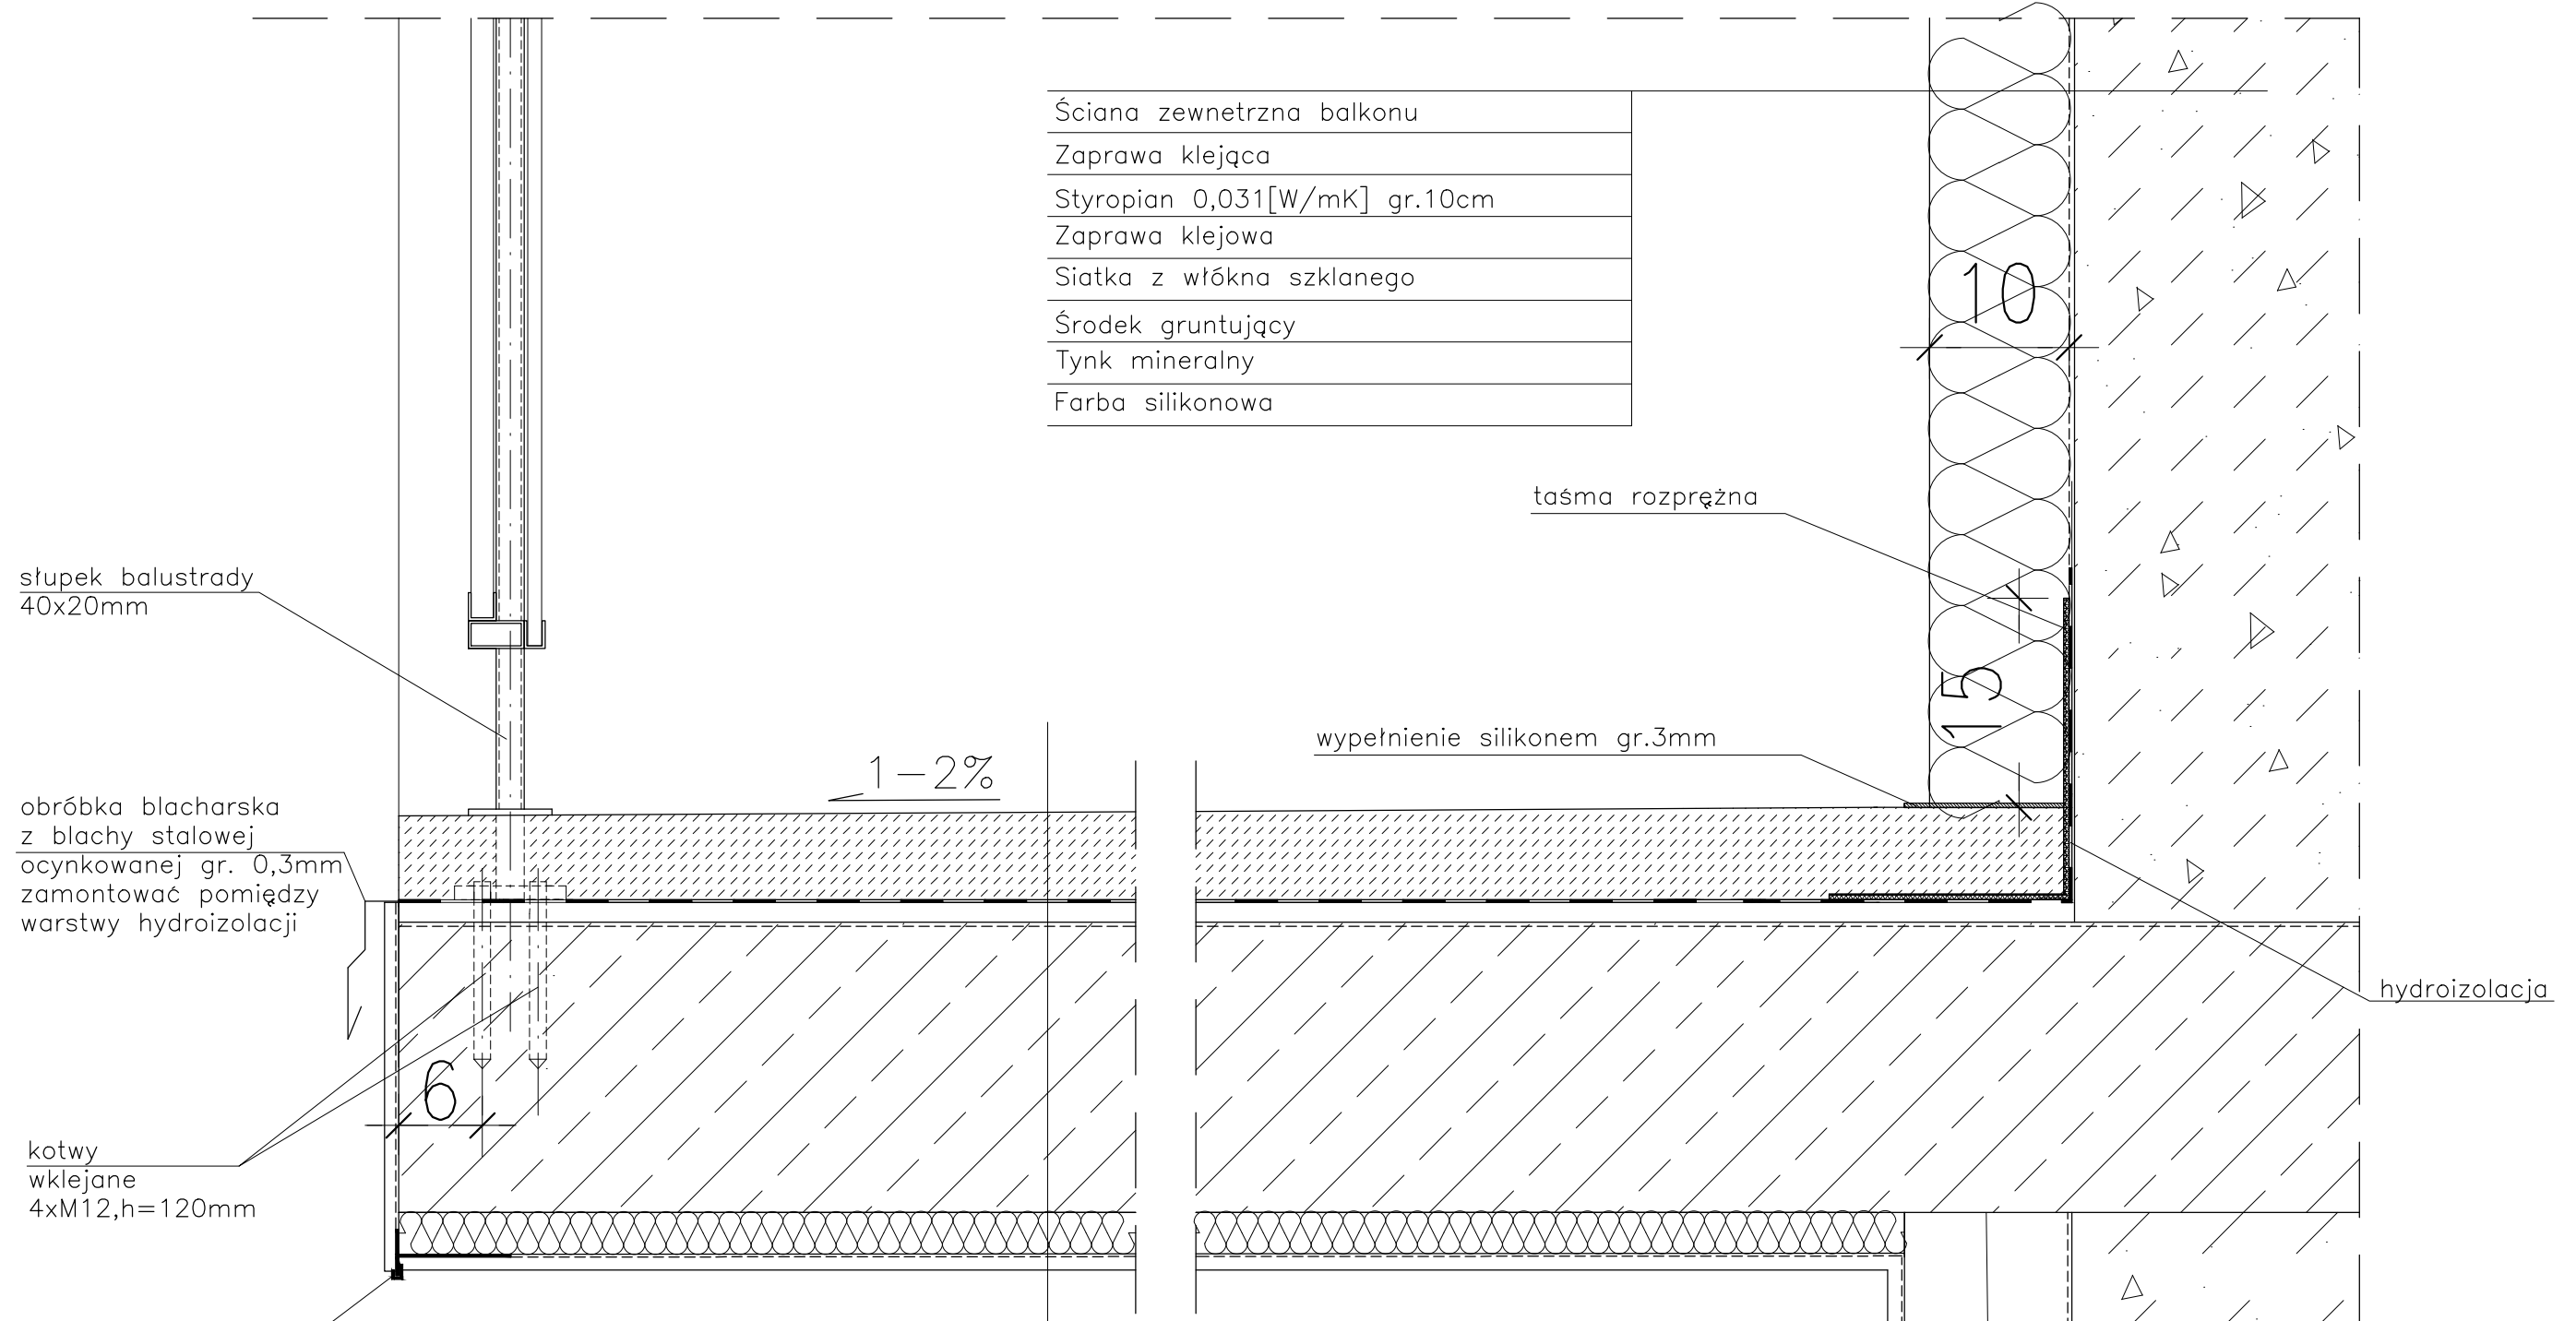 Ściana zewnetrzna balkonu
Zaprawa klejąca
Styropian 0,031[W/mK] gr.10cm
Zaprawa klejowa
Siatka z włókna szklanego
Środek gruntujący
Tynk mineralny
Farba silikonowa
10
taśma rozprężna
słupek balustrady
40x20mm
15
wypełnienie silikonem gr.3mm
1-2%
obróbka blacharska
z blachy stalowej
ocynkowanej gr. 0,3mm
zamontować pomiędzy
warstwy hydroizolacji
hydroizolacja
6
kotwy
wklejane
4xM12,h=120mm